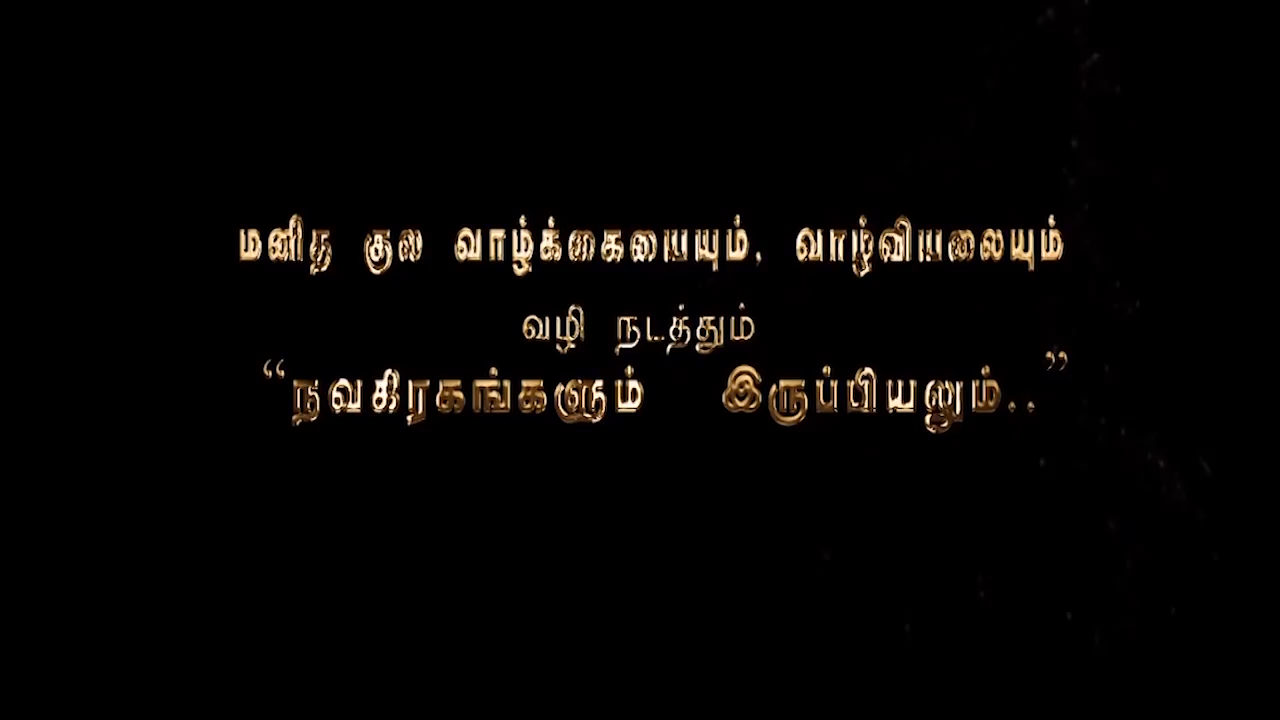 மனித குல வாழ்க்கையையும், வாழ்வியலையும்
வழி நடத்தும்
“நவகிரகங்களும் இருப்பியலும்..”